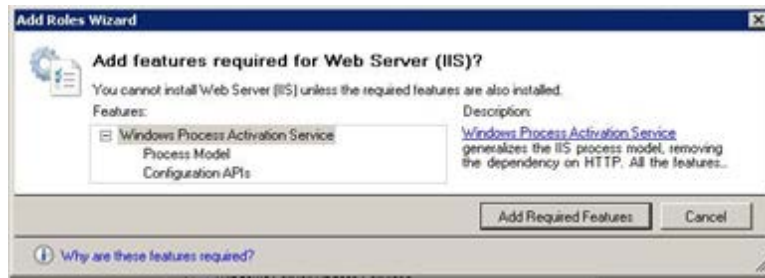 Add Roles Wizard
Add features required for Web Server (IIS)?
You cannot install Web Server (IIS) unless the required features are also installed.
Features:
Description:
Windows Process Activation Service
Process Model
Configuration APIs
Windows Process Activation Service
generalizes the IIS process model, removing
the dependency on HTTP. All the features...
Add Required Features
Cancel
Why are these features required?